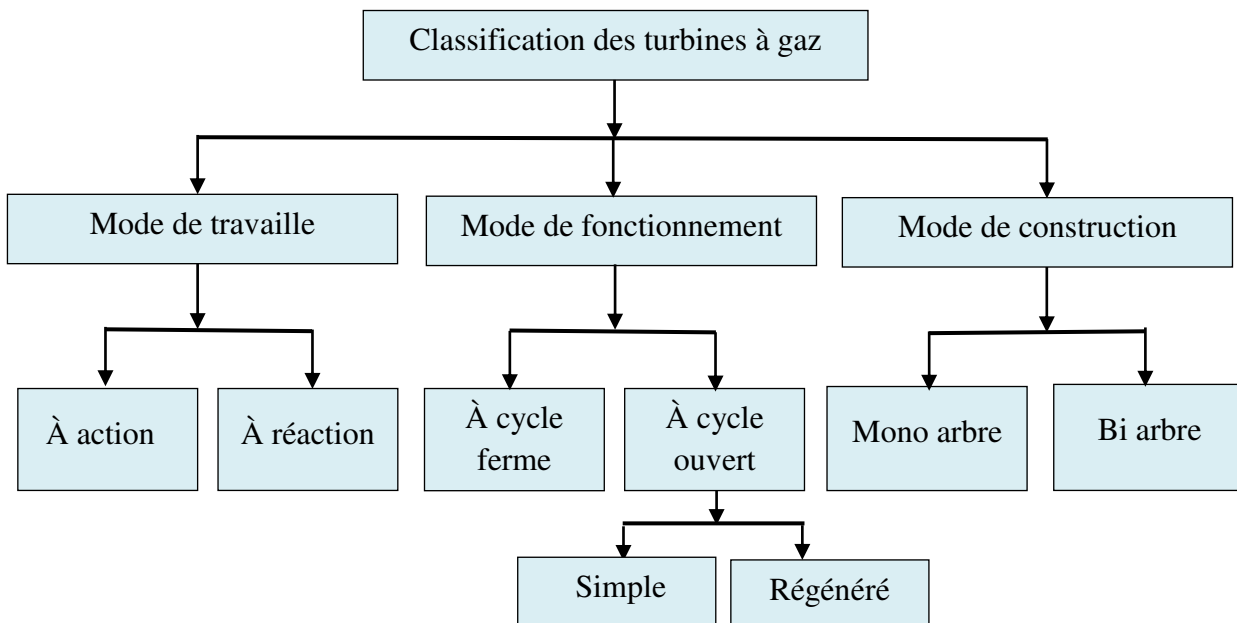 Classification des turbines à gaz
Mode de travaille
Mode de fonctionnement
Mode de construction
À action
À réaction
À cycle
ferme
À cycle
ouvert
Mono arbre
Bi arbre
Simple
Régénéré